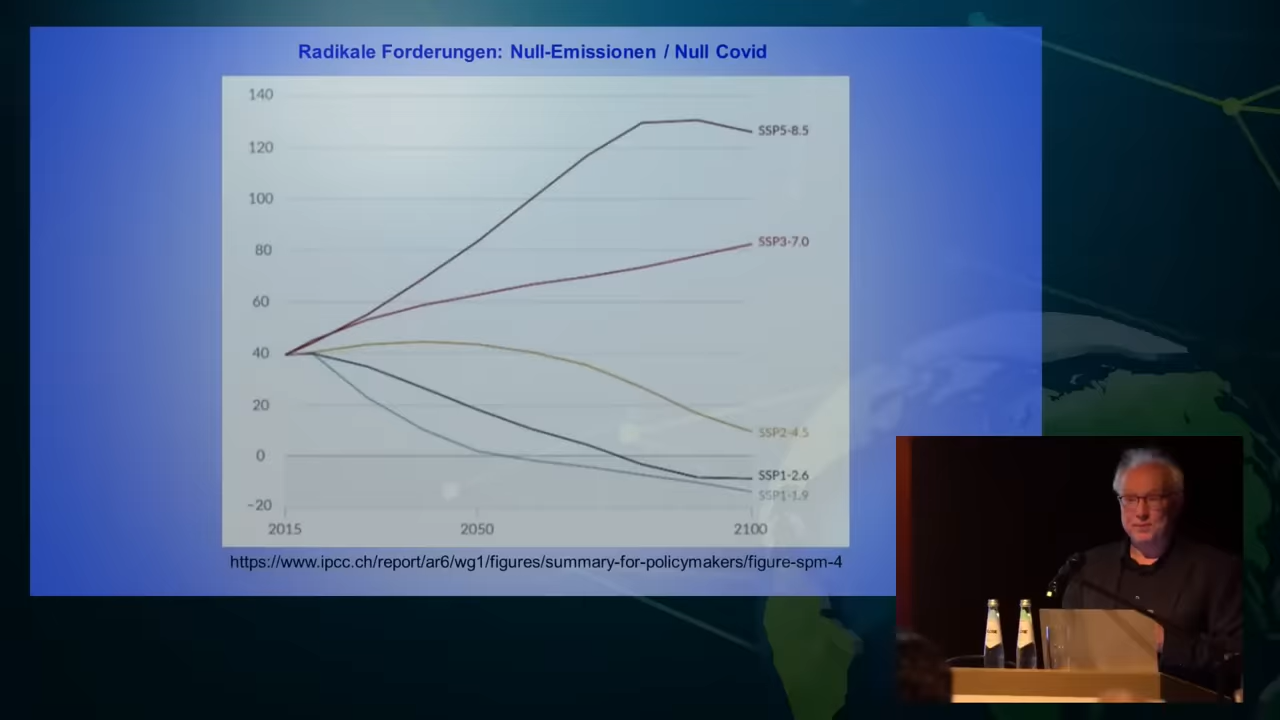 Radikale Forderungen: Null-Emissionen / Null Covid
140
120
100
80
60
40
20
0
-20
SSP5-8.5
SSP3-7.0
SSP2-4.5
SSP1-2.6
SSP1-1.9
2015 2050 2100
https://www.ipcc.ch/report/ar6/wg1/figures/summary-for-policymakers/figure-spm-4